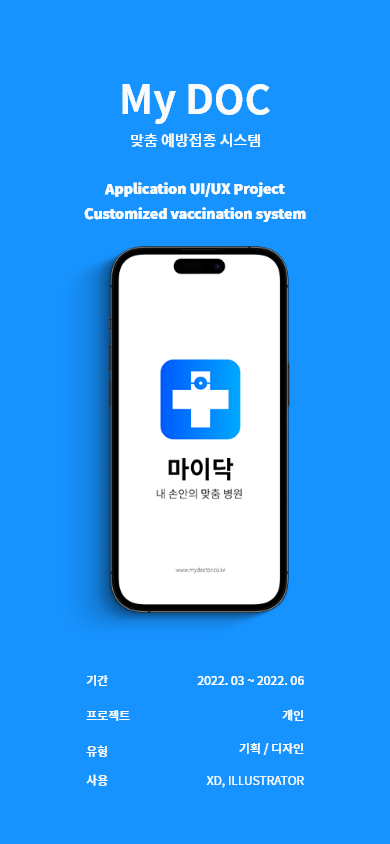 My DOC
맞춤 예방접종 시스템
Application UI/UX Project
Customized vaccination system
마이닥
내 손안의 맞춤 병원
www.mydoctor.co.kr
기간 2022. 03 ~ 2022. 06
프로젝트 개인
유형 기획 / 디자인
사용 XD, ILLUSTRATOR